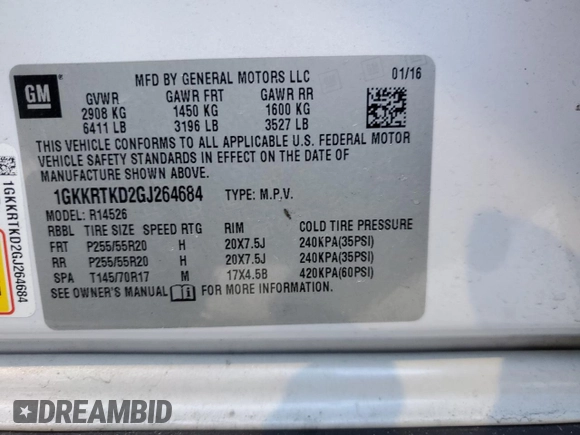 GM
MFD BY GENERAL MOTORS LLC 01/16
GVWR GAWR FRT GAWR RR
2908 KG 1450 KG 1600 KG
6411 LB 3196 LB 3527 LB
THIS VEHICLE CONFORMS TO ALL APPLICABLE U.S. FEDERAL MOTOR
VEHICLE SAFETY STANDARDS IN EFFECT ON THE DATE OF
MANUFACTURE SHOWN ABOVE.
1GKKRTKD2GJ264684 TYPE: M.P.V.
MODEL: R14526
RBBL TIRE SIZE SPEED RTG RIM COLD TIRE PRESSURE
FRT P255/55R20 H 20X7.5J 240KPA(35PSI)
RR P255/55R20 H 20X7.5J 240KPA(35PSI)
SPA T145/70R17 M 17X4.5B 420KPA(60PSI)
SEE OWNER'S MANUAL FOR MORE INFORMATION.
1GKKRTKD2GJ264684
DREAMBID